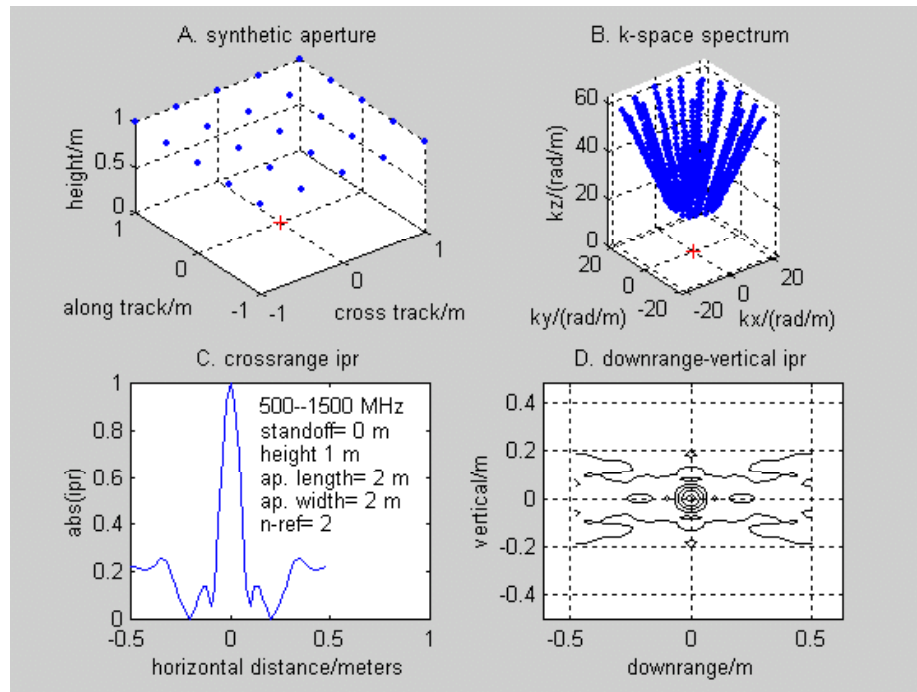 A. synthetic aperture
height/m
1
0.5
0
1
0
-1
along track/m
-1
0
1
cross track/m
B. k-space spectrum
kz/(rad/m)
60
40
20
0
20
0
-20
ky/(rad/m)
-20
0
20
kx/(rad/m)
C. crossrange ipr
abs(ipr)
1
0.8
0.6
0.4
0.2
0
500--1500 MHz
standoff= 0 m
height 1 m
ap. length= 2 m
ap. width= 2 m
n-ref= 2
-0.5
0
0.5
1
horizontal distance/meters
D. downrange-vertical ipr
vertical/m
0.4
0.2
0
-0.2
-0.4
-0.5
0
0.5
downrange/m